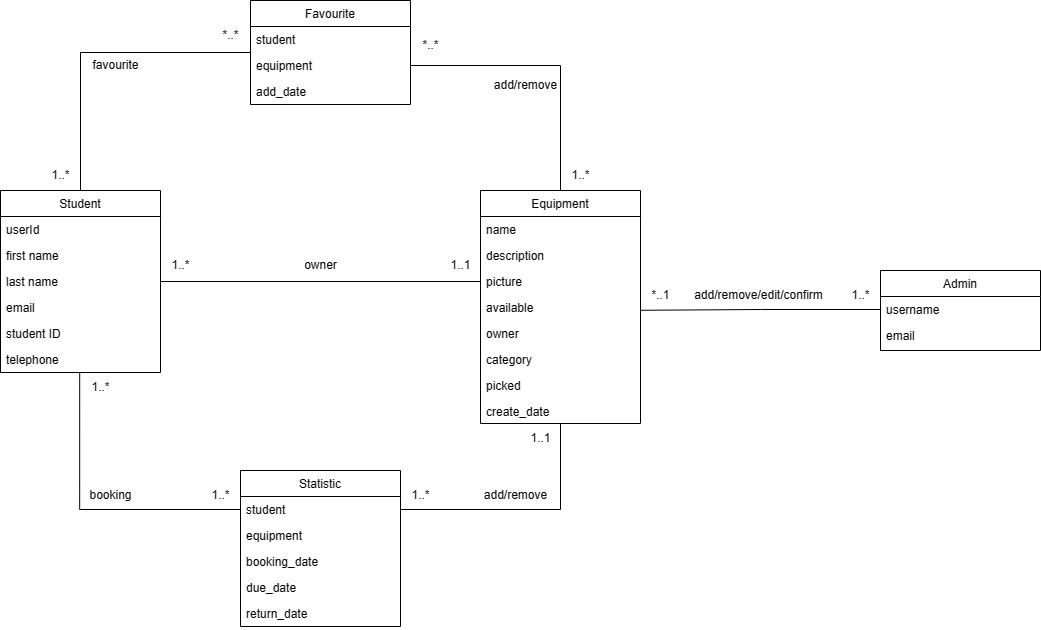 Favourite
student
equipment
add_date
*..*
*..*
favourite
add/remove
1..*
1..*
Student
userId
first name
last name
email
student ID
telephone
1..*
owner
1..1
Equipment
name
description
picture
available
owner
category
picked
create_date
*..1
add/remove/edit/confirm
1..*
Admin
username
email
1..*
1..1
booking
1..*
Statistic
student
equipment
booking_date
due_date
return_date
1..*
add/remove